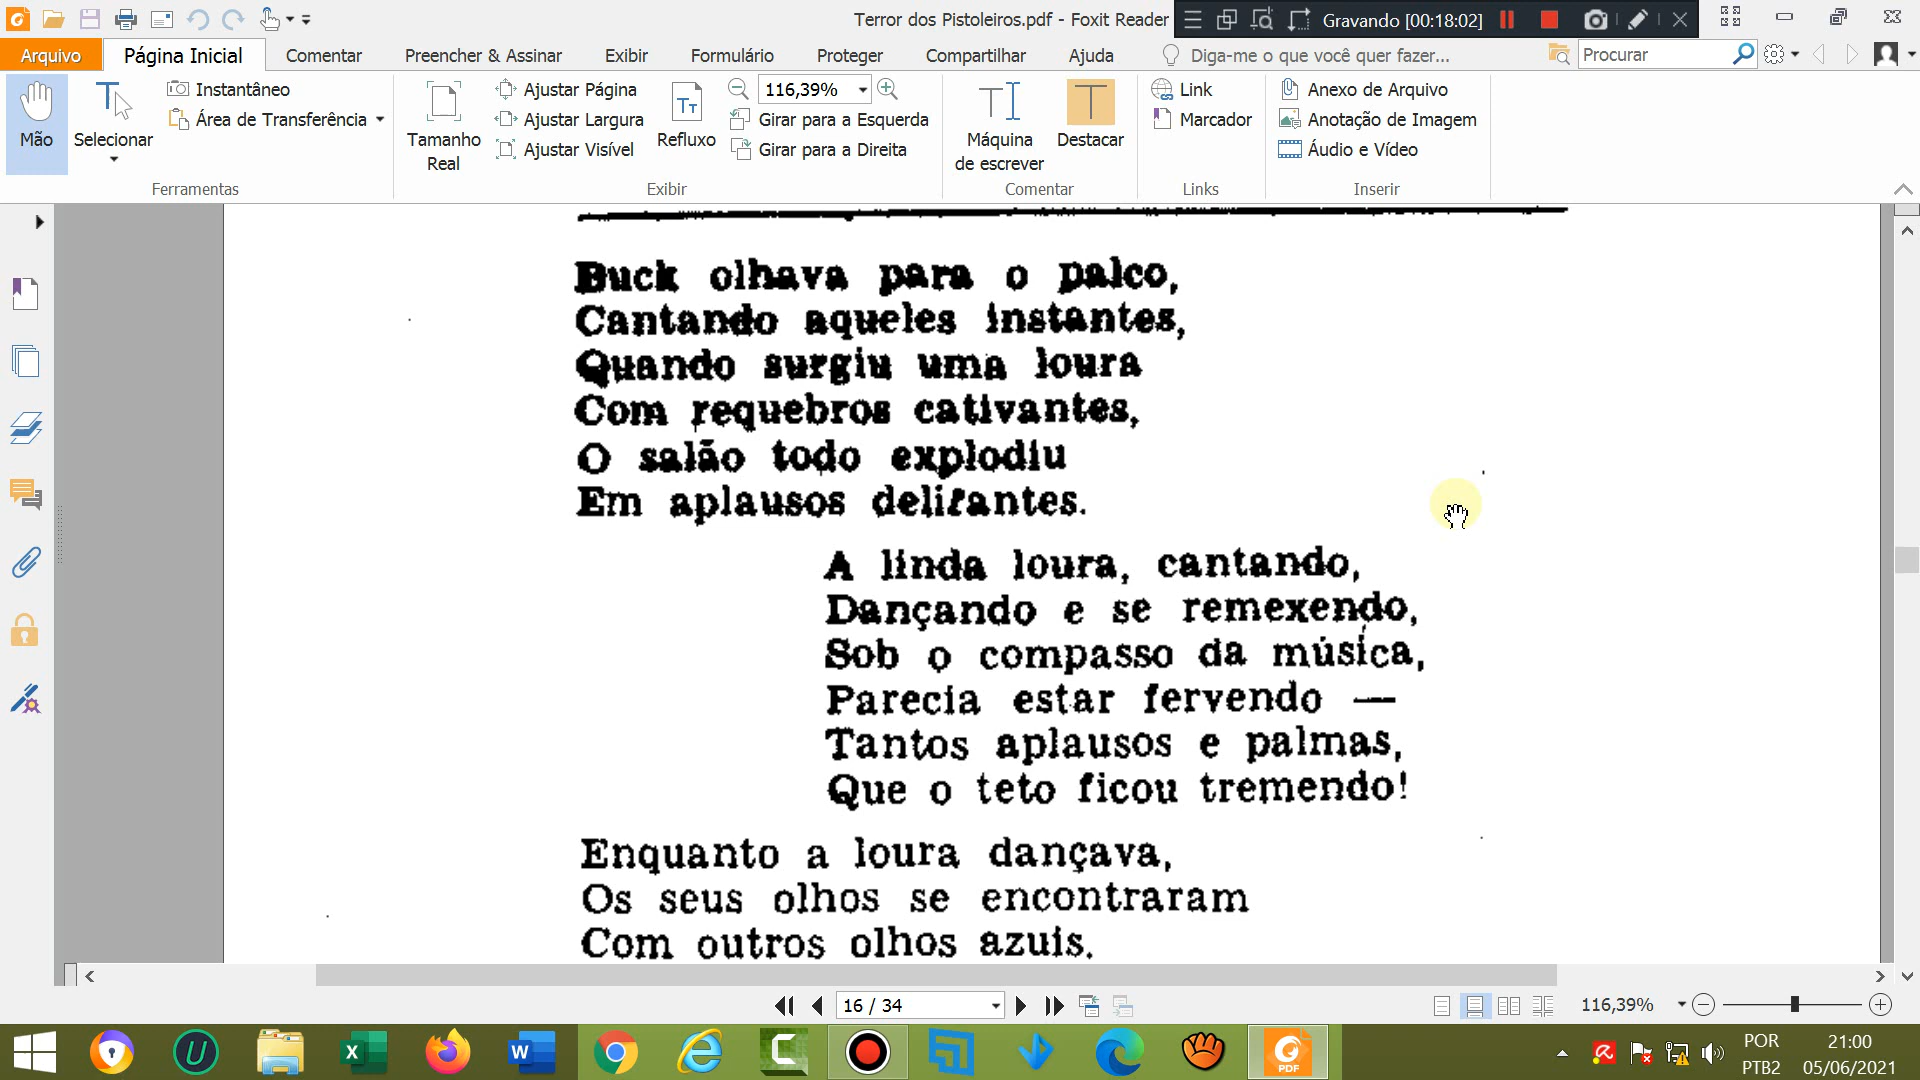 Terror dos Pistoleiros.pdf - Foxit Reader
Gravando [00:18:02]
Arquivo
Página Inicial
Comentar
Preencher & Assinar
Exibir
Formulário
Proteger
Compartilhar
Ajuda
Diga-me o que você quer fazer...
Procurar
Mão
Selecionar
Instantâneo
Área de Transferência
Ferramentas
Tamanho
Real
Ajustar Página
Ajustar Largura
Ajustar Visível
Refluxo
116,39%
Girar para a Esquerda
Girar para a Direita
Exibir
Máquina
de escrever
Destacar
Comentar
Link
Marcador
Links
Anexo de Arquivo
Anotação de Imagem
Áudio e Vídeo
Inserir
Buck olhava para o palco,
Cantando aqueles instantes,
Quando surgiu uma loura
Com requebros cativantes,
O salão todo explodiu
Em aplausos delirantes.
A linda loura, cantando,
Dançando e se remexendo,
Sob o compasso da música,
Parecia estar fervendo —
Tantos aplausos e palmas,
Que o teto ficou tremendo!
Enquanto a loura dançava,
Os seus olhos se encontraram
Com outros olhos azuis.
16 / 34
116,39%
POR
PTB2
21:00
05/06/2021